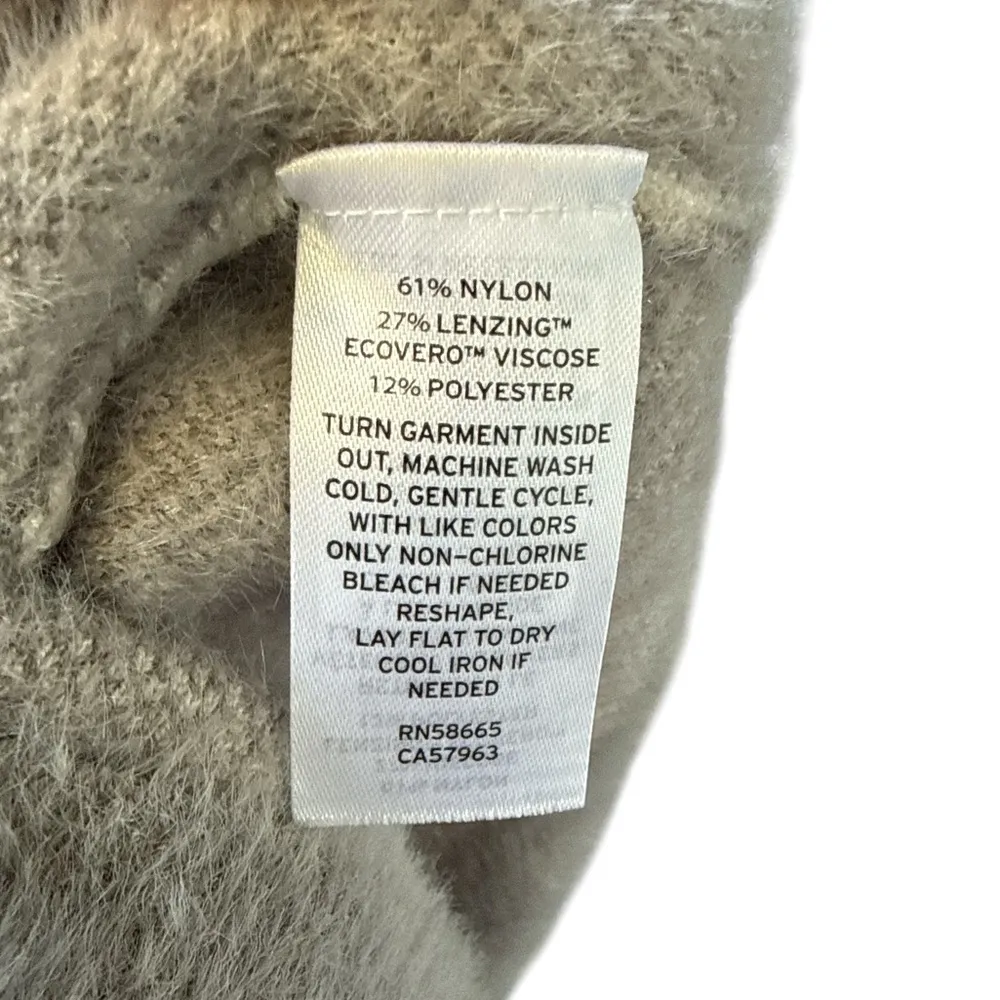 61% NYLON
27% LENZING™
ECOVERO™ VISCOSE
12% POLYESTER
TURN GARMENT INSIDE
OUT, MACHINE WASH
COLD, GENTLE CYCLE,
WITH LIKE COLORS
ONLY NON-CHLORINE
BLEACH IF NEEDED
RESHAPE,
LAY FLAT TO DRY
COOL IRON IF
NEEDED
RN58665
CA57963